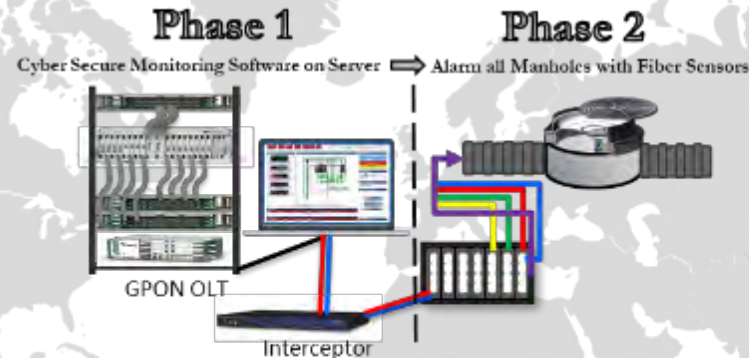 Phase 1
Phase 2
Cyber Secure Monitoring Software on Server
Alarm all Manholes with Fiber Sensors
GPON OLT
Interceptor